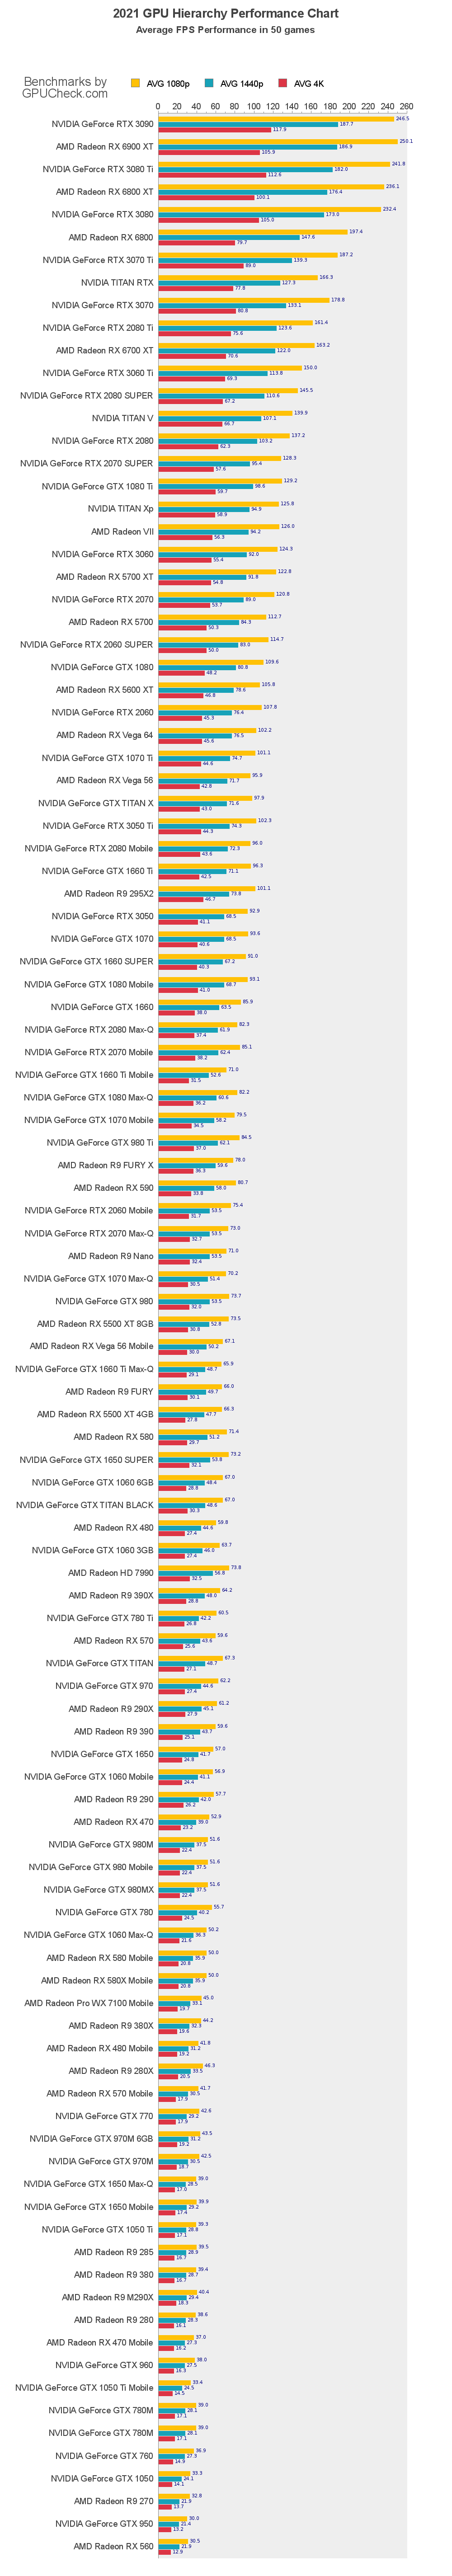 2021 GPU Hierarchy Performance Chart
Average FPS Performance in 50 games
Benchmarks by
GPUCheck.com
AVG 1080p AVG 1440p AVG 4K
0 20 40 60 80 100 120 140 160 180 200 220 240 260
NVIDIA GeForce RTX 3090 246.5 187.7 117.9
AMD Radeon RX 6900 XT 250.1 186.9 105.9
NVIDIA GeForce RTX 3080 Ti 241.9 182.0 112.6
AMD Radeon RX 6800 XT 236.1 176.4 100.1
NVIDIA GeForce RTX 3080 232.4 173.0 105.0
AMD Radeon RX 6800 197.4 147.6 79.7
NVIDIA GeForce RTX 3070 Ti 187.2 139.3 89.0
NVIDIA TITAN RTX 166.3 127.3 77.8
NVIDIA GeForce RTX 3070 178.8 133.1 80.8
NVIDIA GeForce RTX 2080 Ti 161.4 123.6 75.6
AMD Radeon RX 6700 XT 163.2 122.0 70.6
NVIDIA GeForce RTX 3060 Ti 150.0 113.8 69.3
NVIDIA GeForce RTX 2080 SUPER 145.5 110.6 67.2
NVIDIA TITAN V 139.9 107.1 66.7
NVIDIA GeForce RTX 2080 137.2 103.2 62.3
NVIDIA GeForce RTX 2070 SUPER 128.3 95.4 57.6
NVIDIA GeForce GTX 1080 Ti 129.2 98.6 59.7
NVIDIA TITAN Xp 125.8 94.9 58.9
AMD Radeon VII 126.0 94.2 56.3
NVIDIA GeForce RTX 3060 124.3 92.0 55.4
AMD Radeon RX 5700 XT 122.8 91.8 54.8
NVIDIA GeForce RTX 2070 120.8 89.0 53.7
AMD Radeon RX 5700 112.7 84.3 50.3
NVIDIA GeForce RTX 2060 SUPER 114.7 83.0 50.0
NVIDIA GeForce GTX 1080 109.6 80.8 48.2
AMD Radeon RX 5600 XT 105.8 78.6 46.8
NVIDIA GeForce RTX 2060 107.8 76.4 45.3
AMD Radeon RX Vega 64 102.2 76.5 45.6
NVIDIA GeForce GTX 1070 Ti 101.1 74.7 44.6
AMD Radeon RX Vega 56 95.9 71.7 42.8
NVIDIA GeForce GTX TITAN X 97.9 71.6 43.0
NVIDIA GeForce RTX 3050 Ti 102.3 74.3 44.3
NVIDIA GeForce RTX 2080 Mobile 96.0 72.3 43.6
NVIDIA GeForce GTX 1660 Ti 96.3 71.1 42.5
AMD Radeon R9 295X2 101.1 73.8 46.7
NVIDIA GeForce RTX 3050 92.9 68.5 41.1
NVIDIA GeForce GTX 1070 93.6 68.5 40.6
NVIDIA GeForce GTX 1660 SUPER 91.0 67.2 40.3
NVIDIA GeForce GTX 1080 Mobile 93.1 68.7 41.0
NVIDIA GeForce GTX 1660 85.9 63.5 38.0
NVIDIA GeForce RTX 2080 Max-Q 82.3 61.9 37.4
NVIDIA GeForce RTX 2070 Mobile 85.1 62.4 38.2
NVIDIA GeForce GTX 1660 Ti Mobile 71.0 52.6 31.5
NVIDIA GeForce GTX 1080 Max-Q 82.2 60.6 36.2
NVIDIA GeForce GTX 1070 Mobile 79.5 58.2 34.5
NVIDIA GeForce GTX 980 Ti 84.5 62.1 37.0
AMD Radeon R9 FURY X 78.0 59.6 36.3
AMD Radeon RX 590 80.7 58.0 33.8
NVIDIA GeForce RTX 2060 Mobile 75.4 53.5 31.7
NVIDIA GeForce RTX 2070 Max-Q 73.0 53.5 32.7
AMD Radeon R9 Nano 71.0 53.5 32.4
NVIDIA GeForce GTX 1070 Max-Q 70.2 51.4 30.5
NVIDIA GeForce GTX 980 73.7 53.5 32.0
AMD Radeon RX 5500 XT 8GB 73.5 52.8 30.8
AMD Radeon RX Vega 56 Mobile 67.1 50.2 30.0
NVIDIA GeForce GTX 1660 Ti Max-Q 65.9 48.7 29.1
AMD Radeon R9 FURY 66.0 49.7 30.1
AMD Radeon RX 5500 XT 4GB 66.3 47.7 27.8
AMD Radeon RX 580 71.4 51.2 29.7
NVIDIA GeForce GTX 1650 SUPER 73.2 53.8 32.1
NVIDIA GeForce GTX 1060 6GB 67.0 48.4 28.8
NVIDIA GeForce GTX TITAN BLACK 67.0 48.6 30.3
AMD Radeon RX 480 59.8 44.6 27.4
NVIDIA GeForce GTX 1060 3GB 63.7 46.0 27.4
AMD Radeon HD 7990 73.8 56.8 32.5
AMD Radeon R9 390X 64.2 48.0 28.8
NVIDIA GeForce GTX 780 Ti 60.5 42.2 26.8
AMD Radeon RX 570 59.6 43.6 25.6
NVIDIA GeForce GTX TITAN 67.3 48.7 27.1
NVIDIA GeForce GTX 970 62.2 44.6 27.4
AMD Radeon R9 290X 61.2 45.1 27.9
AMD Radeon R9 390 59.6 43.7 25.1
NVIDIA GeForce GTX 1650 57.0 41.7 24.8
NVIDIA GeForce GTX 1060 Mobile 56.9 41.1 24.4
AMD Radeon R9 290 57.7 42.0 26.2
AMD Radeon RX 470 52.9 39.0 23.2
NVIDIA GeForce GTX 980M 51.6 37.5 22.4
NVIDIA GeForce GTX 980 Mobile 51.6 37.5 22.4
NVIDIA GeForce GTX 980MX 51.6 37.5 22.4
NVIDIA GeForce GTX 780 55.7 40.2 24.5
NVIDIA GeForce GTX 1060 Max-Q 50.2 36.3 21.6
AMD Radeon RX 580 Mobile 50.0 35.9 20.8
AMD Radeon RX 580X Mobile 50.0 35.9 20.8
AMD Radeon Pro WX 7100 Mobile 45.0 33.1 19.7
AMD Radeon R9 380X 44.2 32.3 19.6
AMD Radeon RX 480 Mobile 41.8 31.2 19.2
AMD Radeon R9 280X 46.3 33.5 20.5
AMD Radeon RX 570 Mobile 41.7 30.5 17.9
NVIDIA GeForce GTX 770 42.6 29.2 17.9
NVIDIA GeForce GTX 970M 6GB 43.5 31.2 19.2
NVIDIA GeForce GTX 970M 42.5 30.5 18.7
NVIDIA GeForce GTX 1650 Max-Q 39.0 28.5 17.0
NVIDIA GeForce GTX 1650 Mobile 39.9 29.2 17.4
NVIDIA GeForce GTX 1050 Ti 39.3 28.8 17.1
AMD Radeon R9 285 39.5 28.9 16.7
AMD Radeon R9 380 39.4 28.7 16.7
AMD Radeon R9 M290X 40.4 29.4 18.3
AMD Radeon R9 280 38.6 28.3 16.1
AMD Radeon RX 470 Mobile 37.0 27.3 16.2
NVIDIA GeForce GTX 960 38.0 27.5 16.3
NVIDIA GeForce GTX 1050 Ti Mobile 33.4 24.5 14.5
NVIDIA GeForce GTX 780M 39.0 28.1 17.1
NVIDIA GeForce GTX 780M 39.0 28.1 17.1
NVIDIA GeForce GTX 760 36.9 27.3 14.9
NVIDIA GeForce GTX 1050 33.3 24.1 14.1
AMD Radeon R9 270 32.8 21.9 13.7
NVIDIA GeForce GTX 950 30.0 21.4 13.2
AMD Radeon RX 560 30.5 21.9 12.9